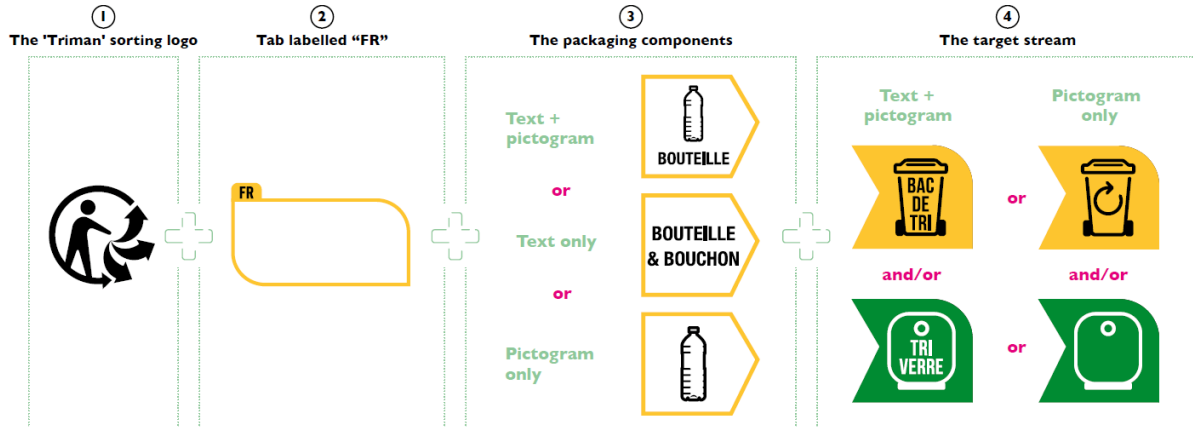 1
The 'Triman' sorting logo
2
Tab labelled “FR”
FR
3
The packaging components
Text +
pictogram
BOUTEILLE
or
Text only
BOUTEILLE
& BOUCHON
or
Pictogram
only
4
The target stream
Text +
pictogram
Pictogram
only
BAC
DE
TRI
or
and/or
and/or
TRI
VERRE
or